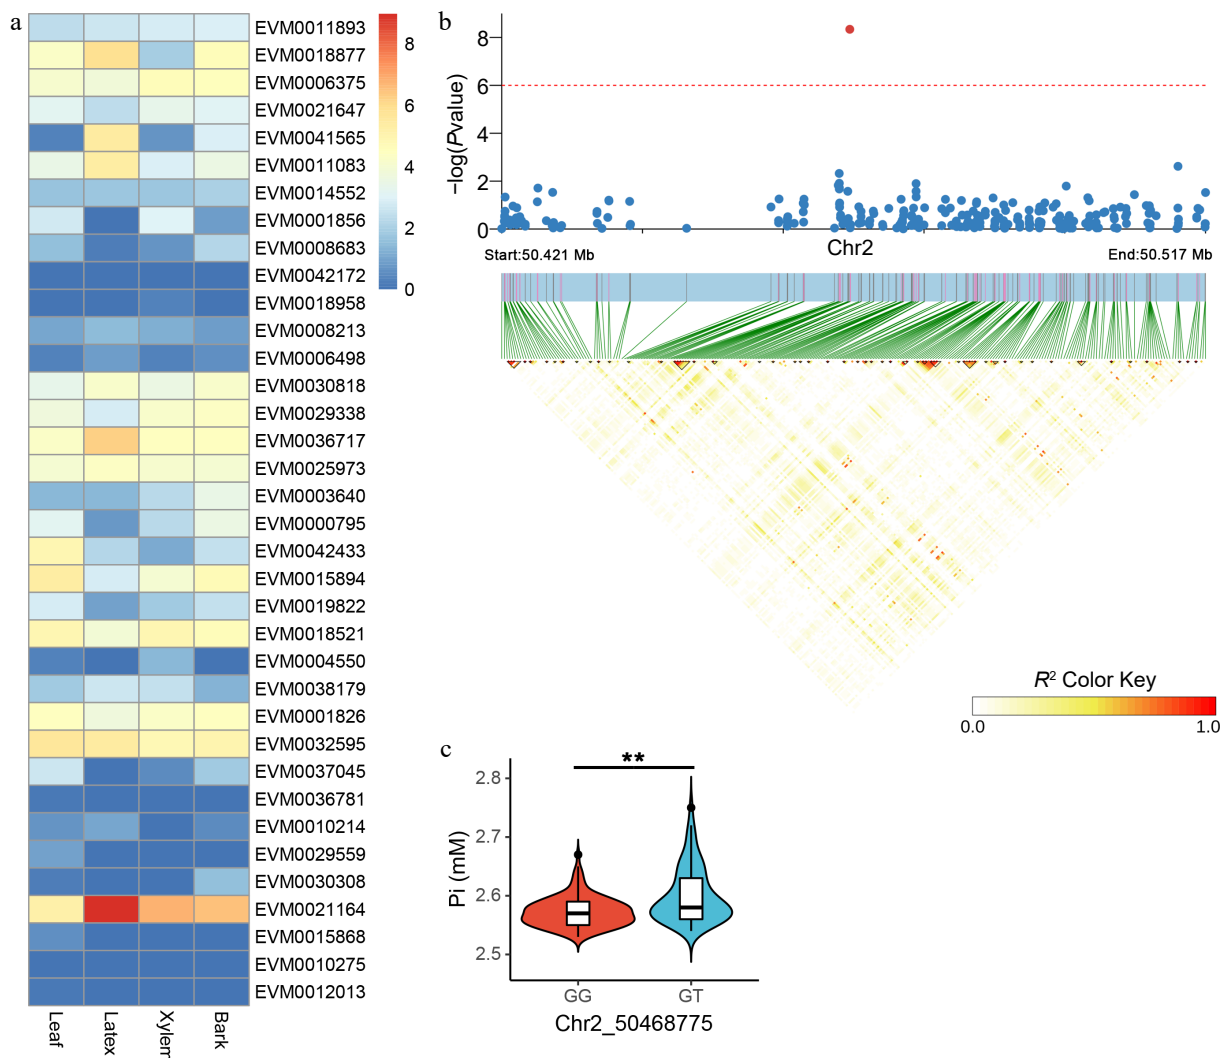 a
EVM0011893
EVM0018877
EVM0006375
EVM0021647
EVM0041565
EVM0011083
EVM0014552
EVM0001856
EVM0008683
EVM0042172
EVM0018958
EVM0008213
EVM0006498
EVM0030818
EVM0029338
EVM0036717
EVM0025973
EVM0003640
EVM0000795
EVM0042433
EVM0015894
EVM0019822
EVM0018521
EVM0004550
EVM0038179
EVM0001826
EVM0032595
EVM0037045
EVM0036781
EVM0010214
EVM0029559
EVM0030308
EVM0021164
EVM0015868
EVM0010275
EVM0012013
Leaf
Latex
Xylem
Bark
8
6
4
2
0
b
8
6
4
2
0
−log(Pvalue)
Chr2
Start:50.421 Mb
End:50.517 Mb
R² Color Key
0.0
1.0
c
**
2.8
2.7
2.6
2.5
Pi (mM)
GG
GT
Chr2_50468775